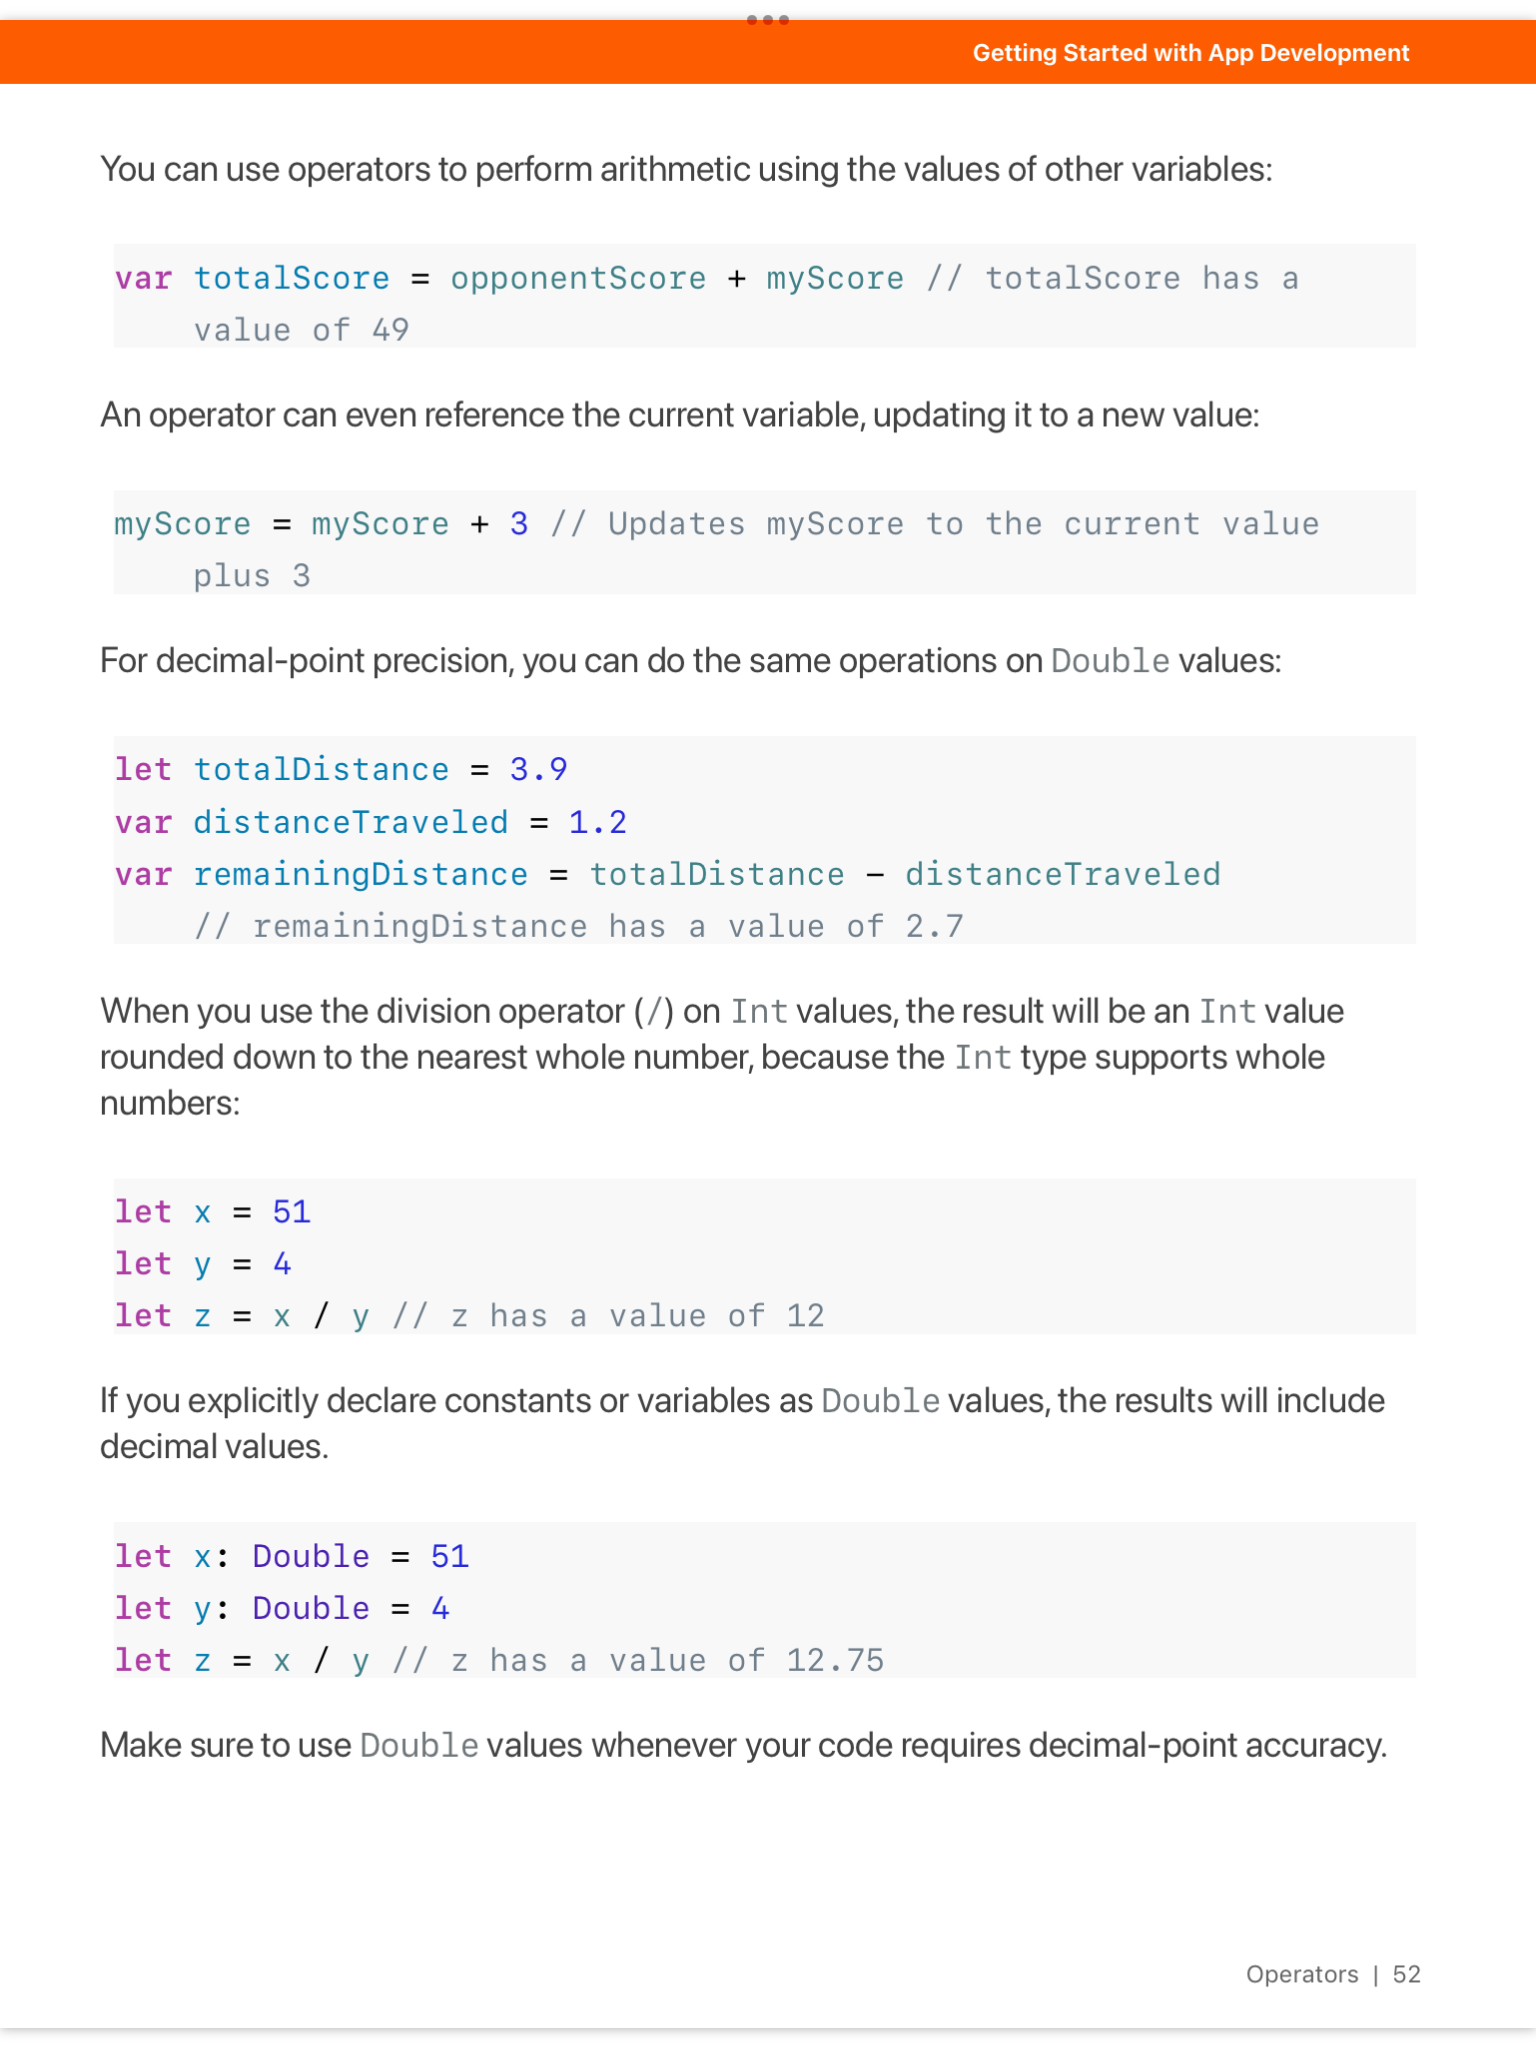 Getting Started with App Development
You can use operators to perform arithmetic using the values of other variables:
var totalScore = opponentScore + myScore // totalScore has a
value of 49
An operator can even reference the current variable, updating it to a new value:
myScore = myScore + 3 // Updates myScore to the current value
plus 3
For decimal-point precision, you can do the same operations on Double values:
let totalDistance = 3.9
var distanceTraveled = 1.2
var remainingDistance = totalDistance – distanceTraveled
// remainingDistance has a value of 2.7
When you use the division operator (/) on Int values, the result will be an Int value
rounded down to the nearest whole number, because the Int type supports whole
numbers:
let x = 51
let y = 4
let z = x / y // z has a value of 12
If you explicitly declare constants or variables as Double values, the results will include
decimal values.
let x: Double = 51
let y: Double = 4
let z = x / y // z has a value of 12.75
Make sure to use Double values whenever your code requires decimal-point accuracy.
Operators | 52